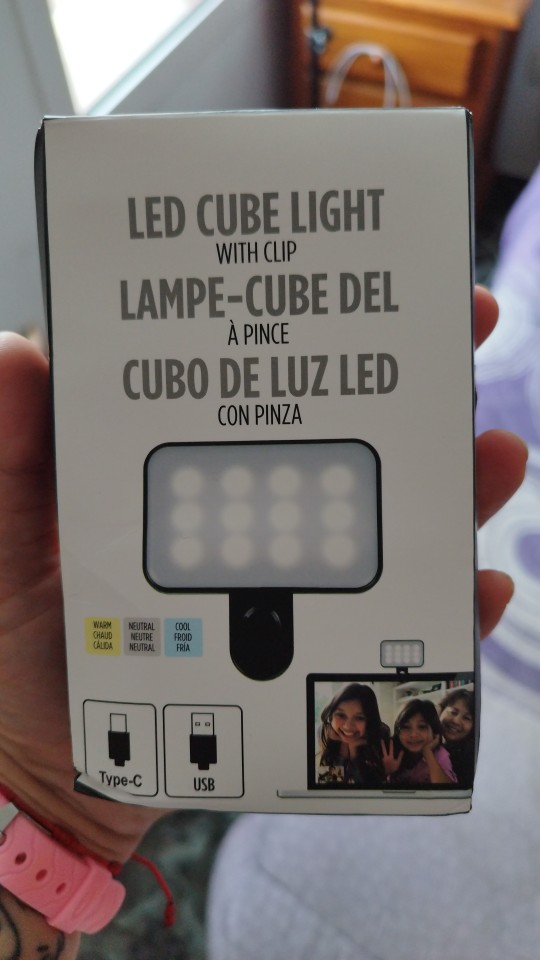 LED CUBE LIGHT
WITH CLIP
LAMPE-CUBE DEL
À PINCE
CUBO DE LUZ LED
CON PINZA
WARM
CHAUD
CÁLIDA
NEUTRAL
NEUTRE
NEUTRAL
COOL
FROID
FRÍA
Type-C
USB